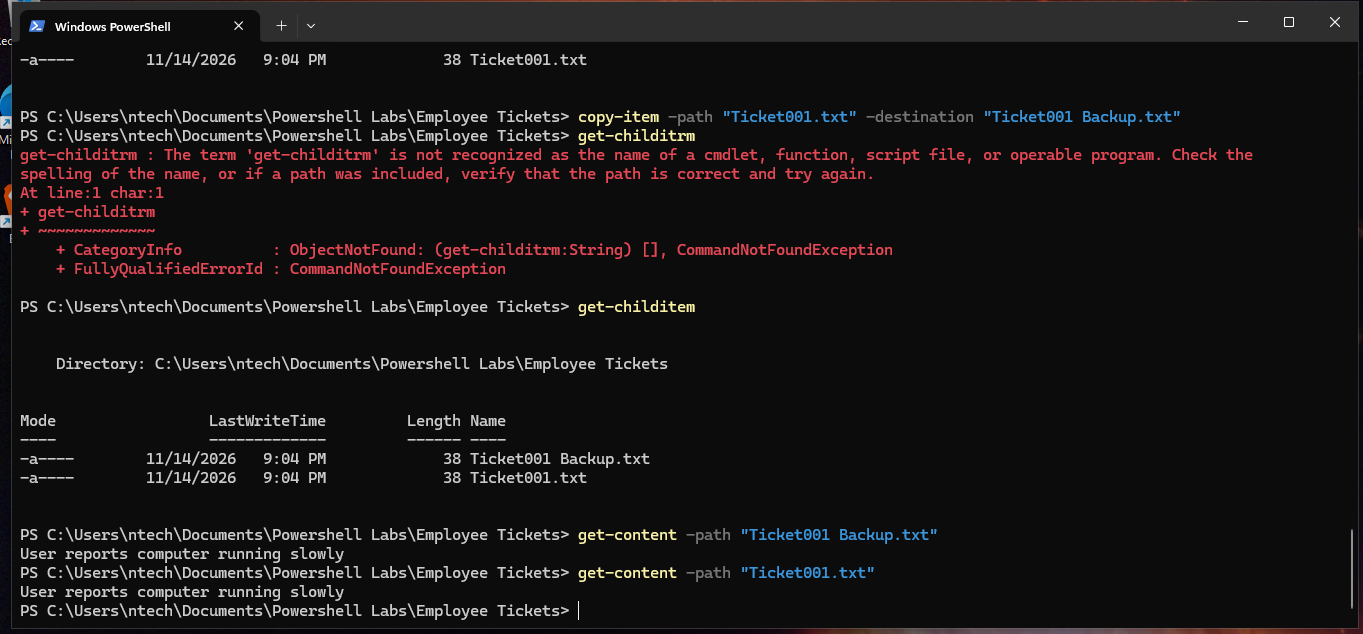 Windows PowerShell
-a----        11/14/2026   9:04 PM             38 Ticket001.txt
PS C:\Users\ntech\Documents\Powershell Labs\Employee Tickets> copy-item -path "Ticket001.txt" -destination "Ticket001 Backup.txt"
PS C:\Users\ntech\Documents\Powershell Labs\Employee Tickets> get-childitrm
get-childitrm : The term 'get-childitrm' is not recognized as the name of a cmdlet, function, script file, or operable program. Check the
spelling of the name, or if a path was included, verify that the path is correct and try again.
At line:1 char:1
+ get-childitrm
+ ~~~~~~~~~~~~~
    + CategoryInfo          : ObjectNotFound: (get-childitrm:String) [], CommandNotFoundException
    + FullyQualifiedErrorId : CommandNotFoundException
PS C:\Users\ntech\Documents\Powershell Labs\Employee Tickets> get-childitem
    Directory: C:\Users\ntech\Documents\Powershell Labs\Employee Tickets
Mode                 LastWriteTime         Length Name
----                 -------------         ------ ----
-a----        11/14/2026   9:04 PM             38 Ticket001 Backup.txt
-a----        11/14/2026   9:04 PM             38 Ticket001.txt
PS C:\Users\ntech\Documents\Powershell Labs\Employee Tickets> get-content -path "Ticket001 Backup.txt"
User reports computer running slowly
PS C:\Users\ntech\Documents\Powershell Labs\Employee Tickets> get-content -path "Ticket001.txt"
User reports computer running slowly
PS C:\Users\ntech\Documents\Powershell Labs\Employee Tickets>